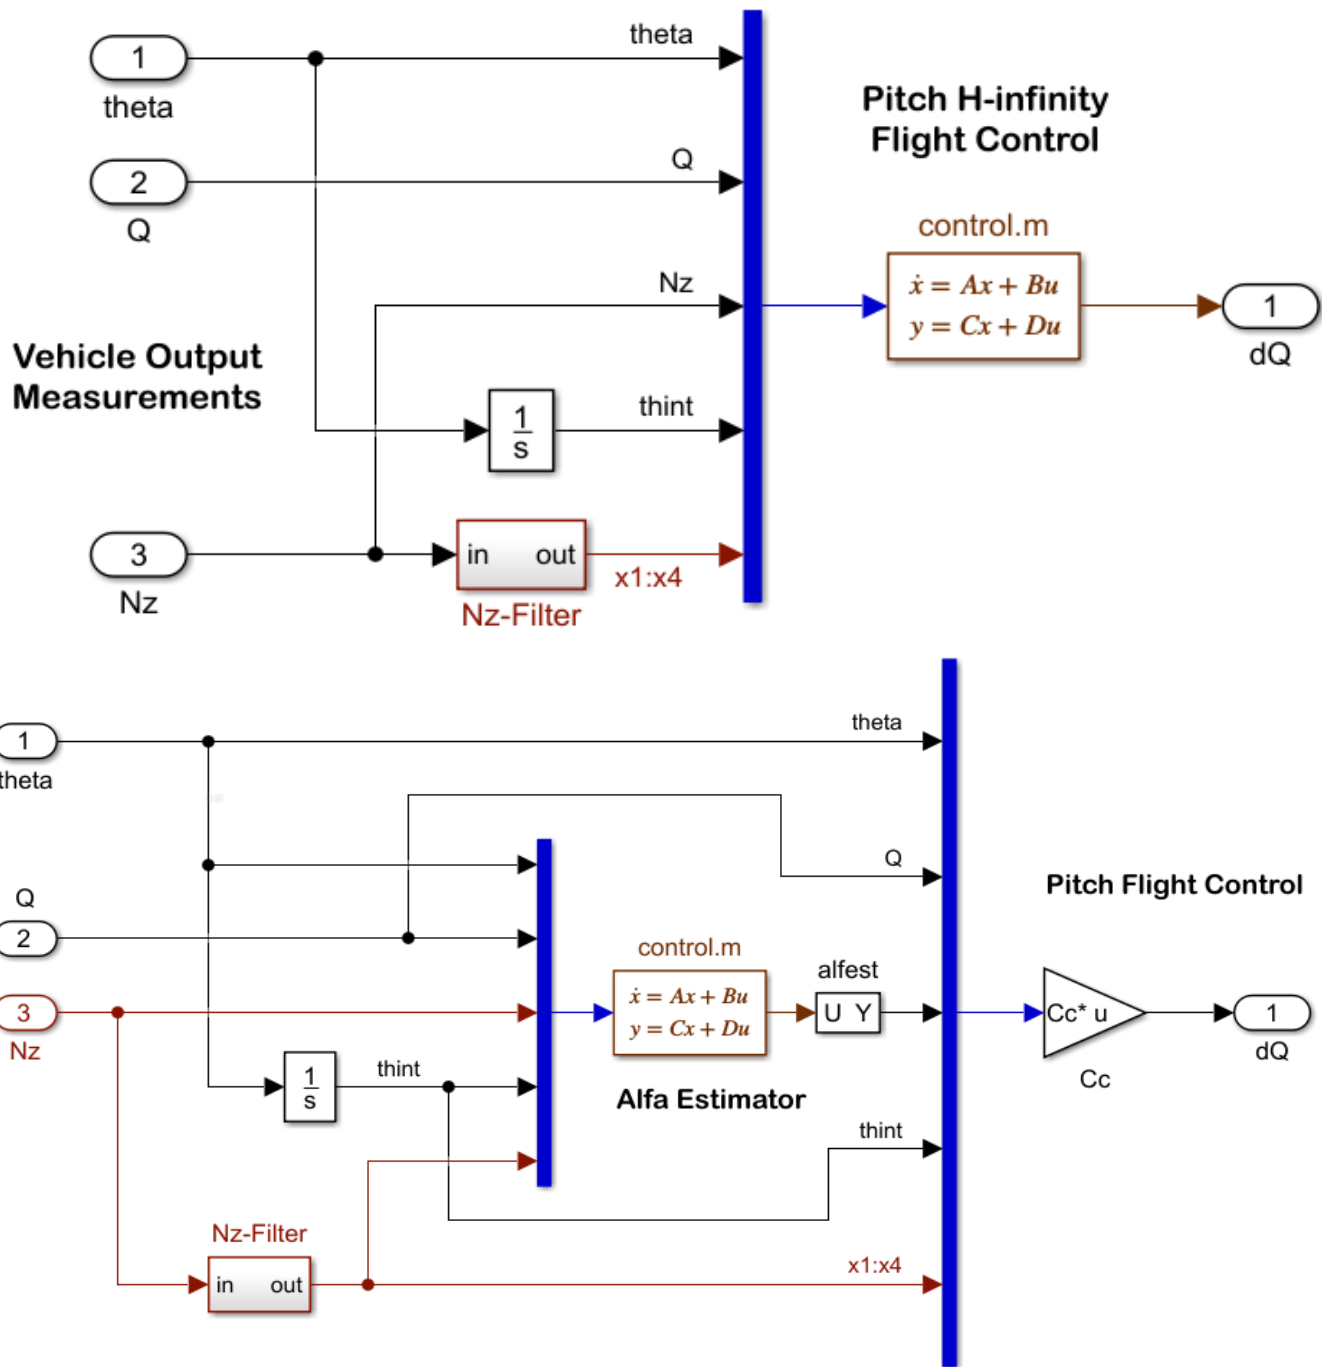 theta
1
theta
Pitch H-infinity
Flight Control
Q
2
Q
control.m
Nz
ẋ = Ax + Bu
y = Cx + Du
1
dQ
Vehicle Output
Measurements
thint
1
s
3
Nz
in out
x1:x4
Nz-Filter
theta
1
theta
Q
Q
2
Pitch Flight Control
control.m
alfest
ẋ = Ax + Bu
y = Cx + Du
U Y
Cc* u
1
dQ
Cc
3
Nz
thint
1
s
Alfa Estimator
thint
Nz-Filter
in out
x1:x4